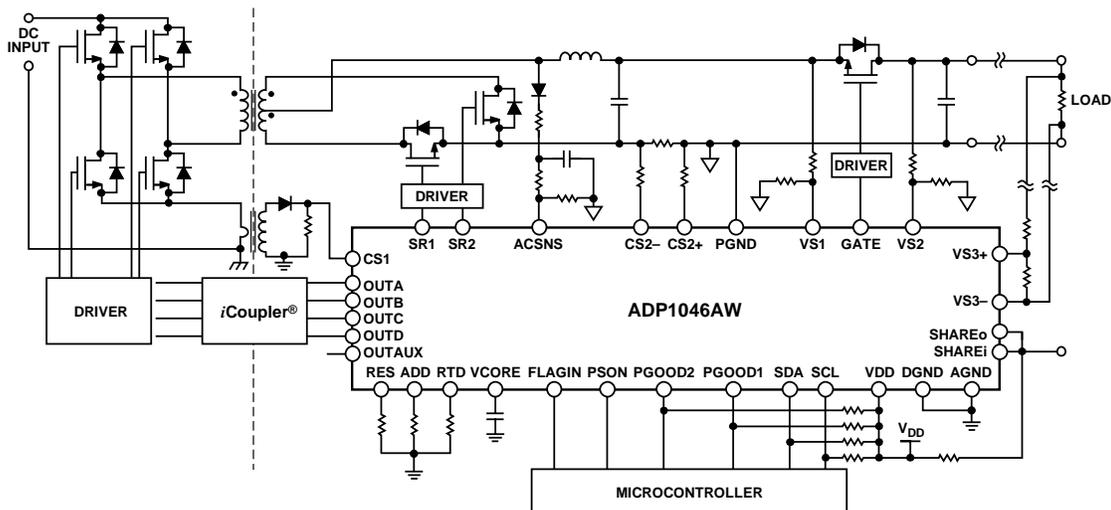 DC
INPUT
LOAD
DRIVER
DRIVER
SR1 SR2 ACSNS CS2– CS2+ PGND VS1 GATE VS2
CS1
VS3+
DRIVER
iCoupler®
OUTA
OUTB
OUTC
OUTD
OUTAUX
ADP1046AW
VS3–
SHAREo
SHAREi
RES ADD RTD VCORE FLAGIN PSON PGOOD2 PGOOD1 SDA SCL VDD DGND AGND
VDD
MICROCONTROLLER